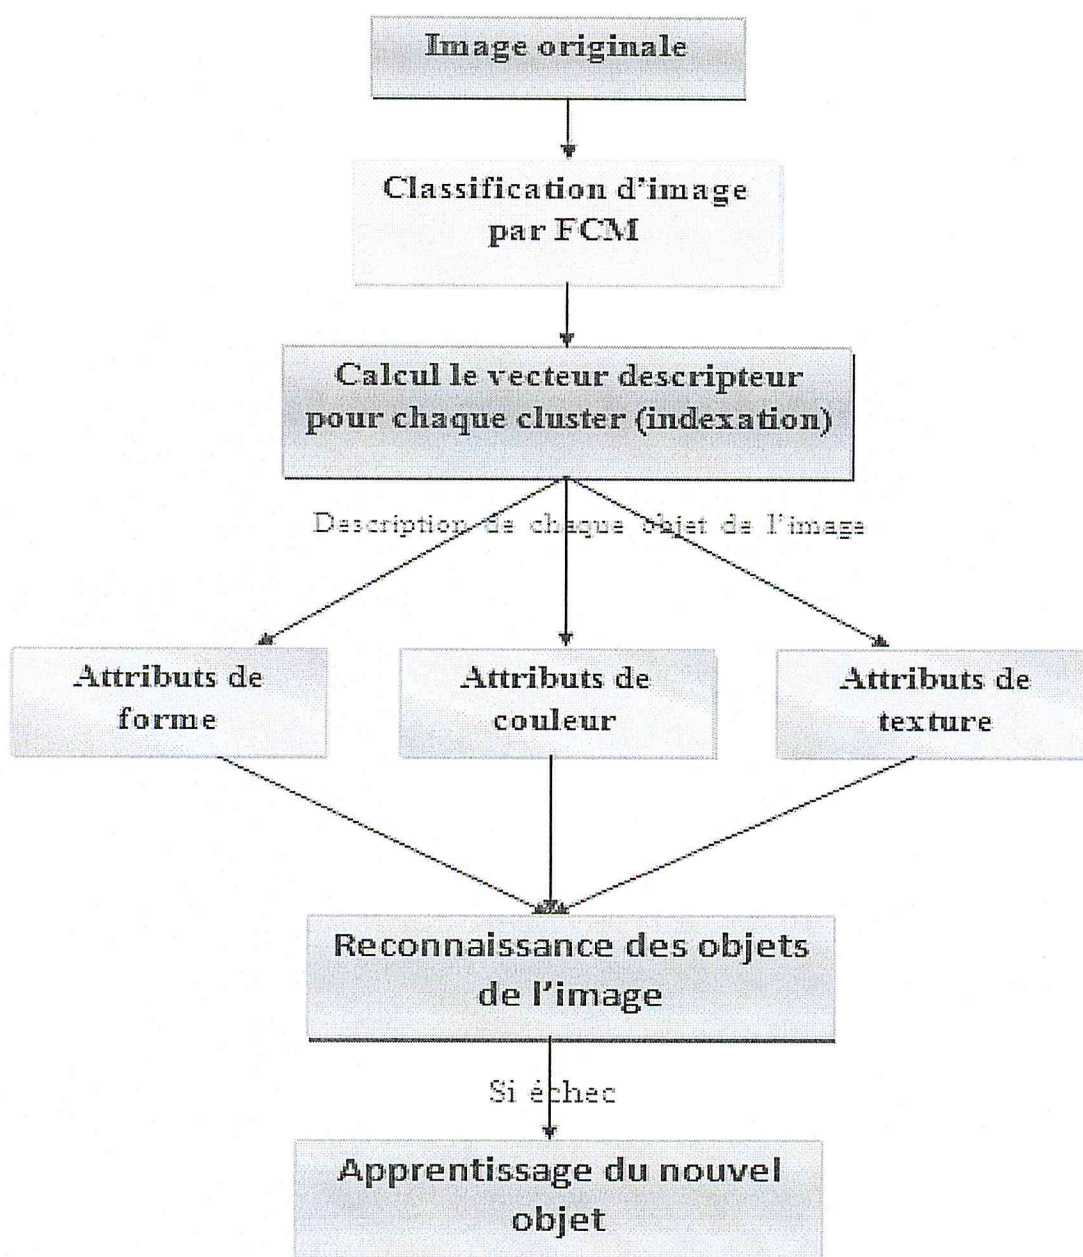 Image originale
Classification d'image
par FCM
Calcul le vecteur descripteur
pour chaque cluster (indexation)
Description de chaque objet de l'image
Attributs de
forme
Attributs de
couleur
Attributs de
texture
Reconnaissance des objets
de l'image
Si échec
Apprentissage du nouvel
objet